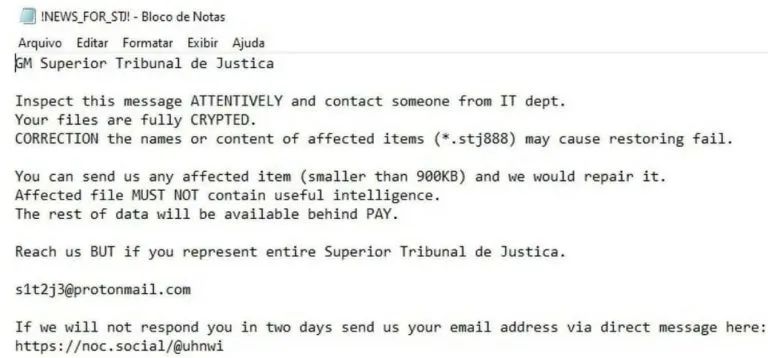 !NEWS_FOR_STJ! - Bloco de Notas
Arquivo Editar Formatar Exibir Ajuda
GM Superior Tribunal de Justica
Inspect this message ATTENTIVELY and contact someone from IT dept.
Your files are fully CRYPTED.
CORRECTION the names or content of affected items (*.stj888) may cause restoring fail.
You can send us any affected item (smaller than 900KB) and we would repair it.
Affected file MUST NOT contain useful intelligence.
The rest of data will be available behind PAY.
Reach us BUT if you represent entire Superior Tribunal de Justica.
s1t2j3@protonmail.com
If we will not respond you in two days send us your email address via direct message here:
https://noc.social/@uhnwi